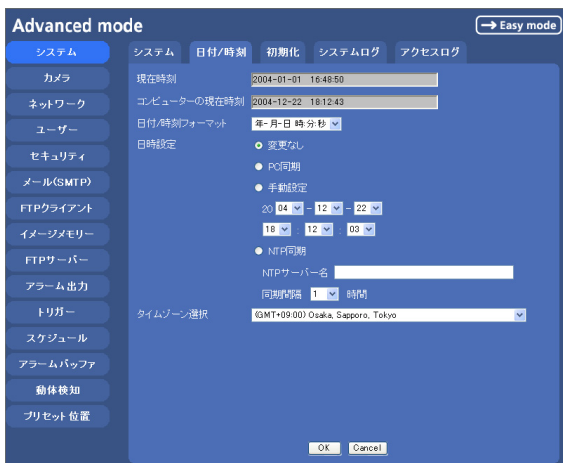 Advanced mode
→ Easy mode
システム
カメラ
ネットワーク
ユーザー
セキュリティ
メール(SMTP)
FTPクライアント
イメージメモリー
FTPサーバー
アラーム出力
トリガー
スケジュール
アラームバッファ
動体検知
プリセット位置
システム 日付/時刻 初期化 システムログ アクセスログ
現在時刻 2004-01-01 16:48:50
コンピューターの現在時刻 2004-12-22 18:12:43
日付/時刻フォーマット 年-月-日 時:分:秒
日時設定 変更なし
PC同期
手動設定
20 04 - 12 - 22
18 : 12 : 03
NTP同期
NTPサーバー名
同期間隔 1 時間
タイムゾーン選択 (GMT+09:00) Osaka, Sapporo, Tokyo
OK Cancel